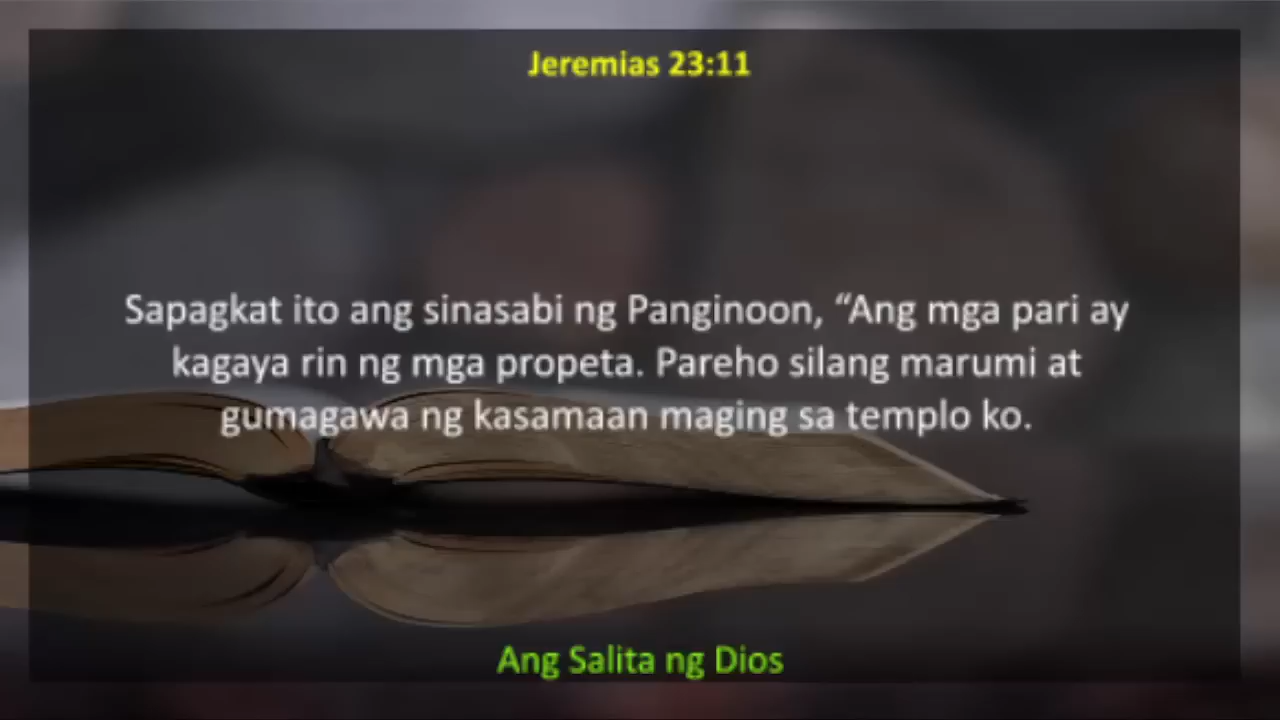 Jeremias 23:11
Sapagkat ito ang sinasabi ng Panginoon, “Ang mga pari ay
kagaya rin ng mga propeta. Pareho silang marumi at
gumagawa ng kasamaan maging sa templo ko.
Ang Salita ng Dios